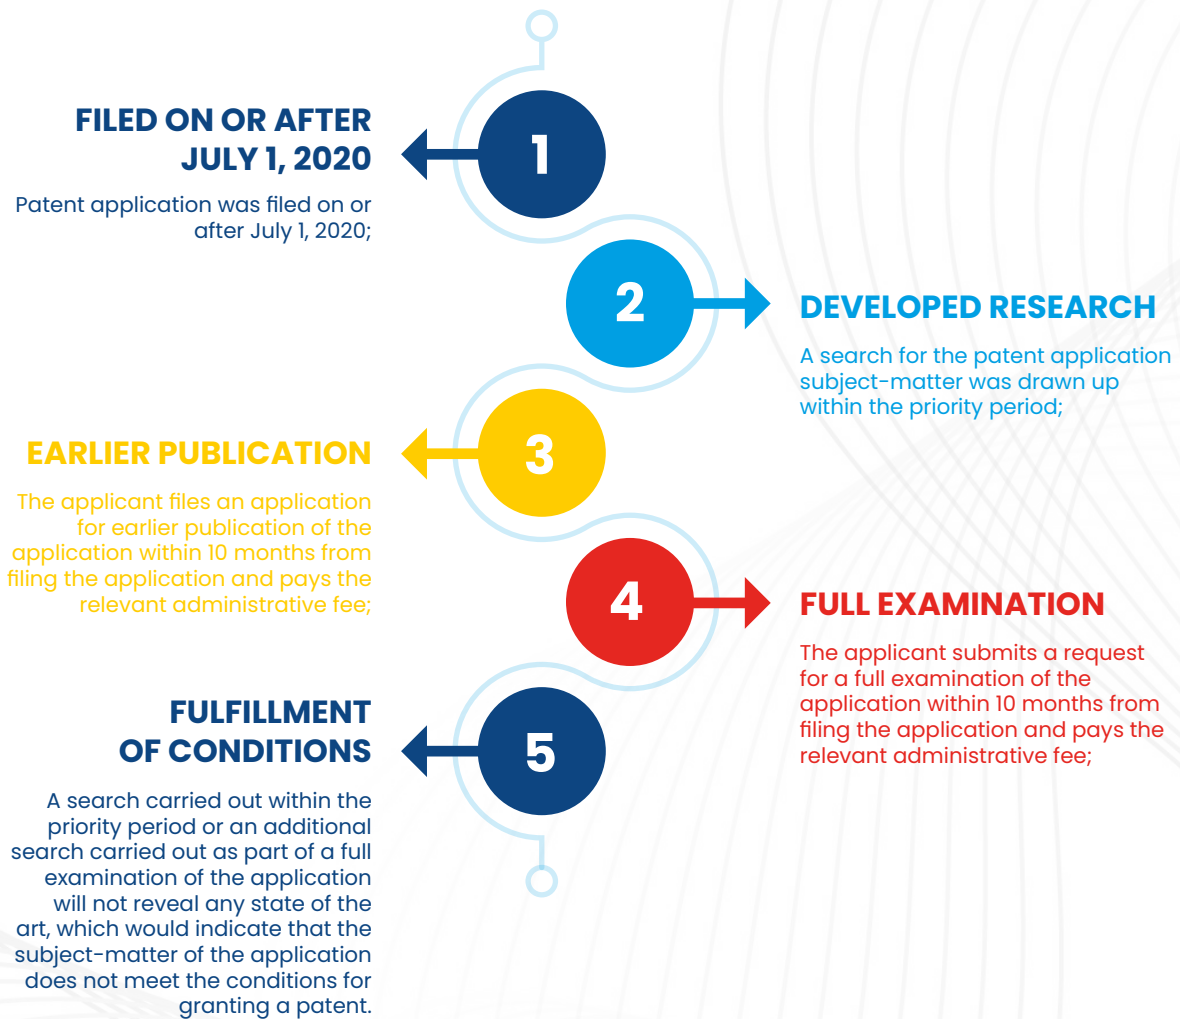 FILED ON OR AFTER
JULY 1, 2020
Patent application was filed on or
after July 1, 2020;
1
2
DEVELOPED RESEARCH
A search for the patent application
subject-matter was drawn up
within the priority period;
EARLIER PUBLICATION
The applicant files an application
for earlier publication of the
application within 10 months from
filing the application and pays the
relevant administrative fee;
3
4
FULL EXAMINATION
The applicant submits a request
for a full examination of the
application within 10 months from
filing the application and pays the
relevant administrative fee;
FULFILLMENT
OF CONDITIONS
A search carried out within the
priority period or an additional
search carried out as part of a full
examination of the application
will not reveal any state of the
art, which would indicate that the
subject-matter of the application
does not meet the conditions for
granting a patent.
5